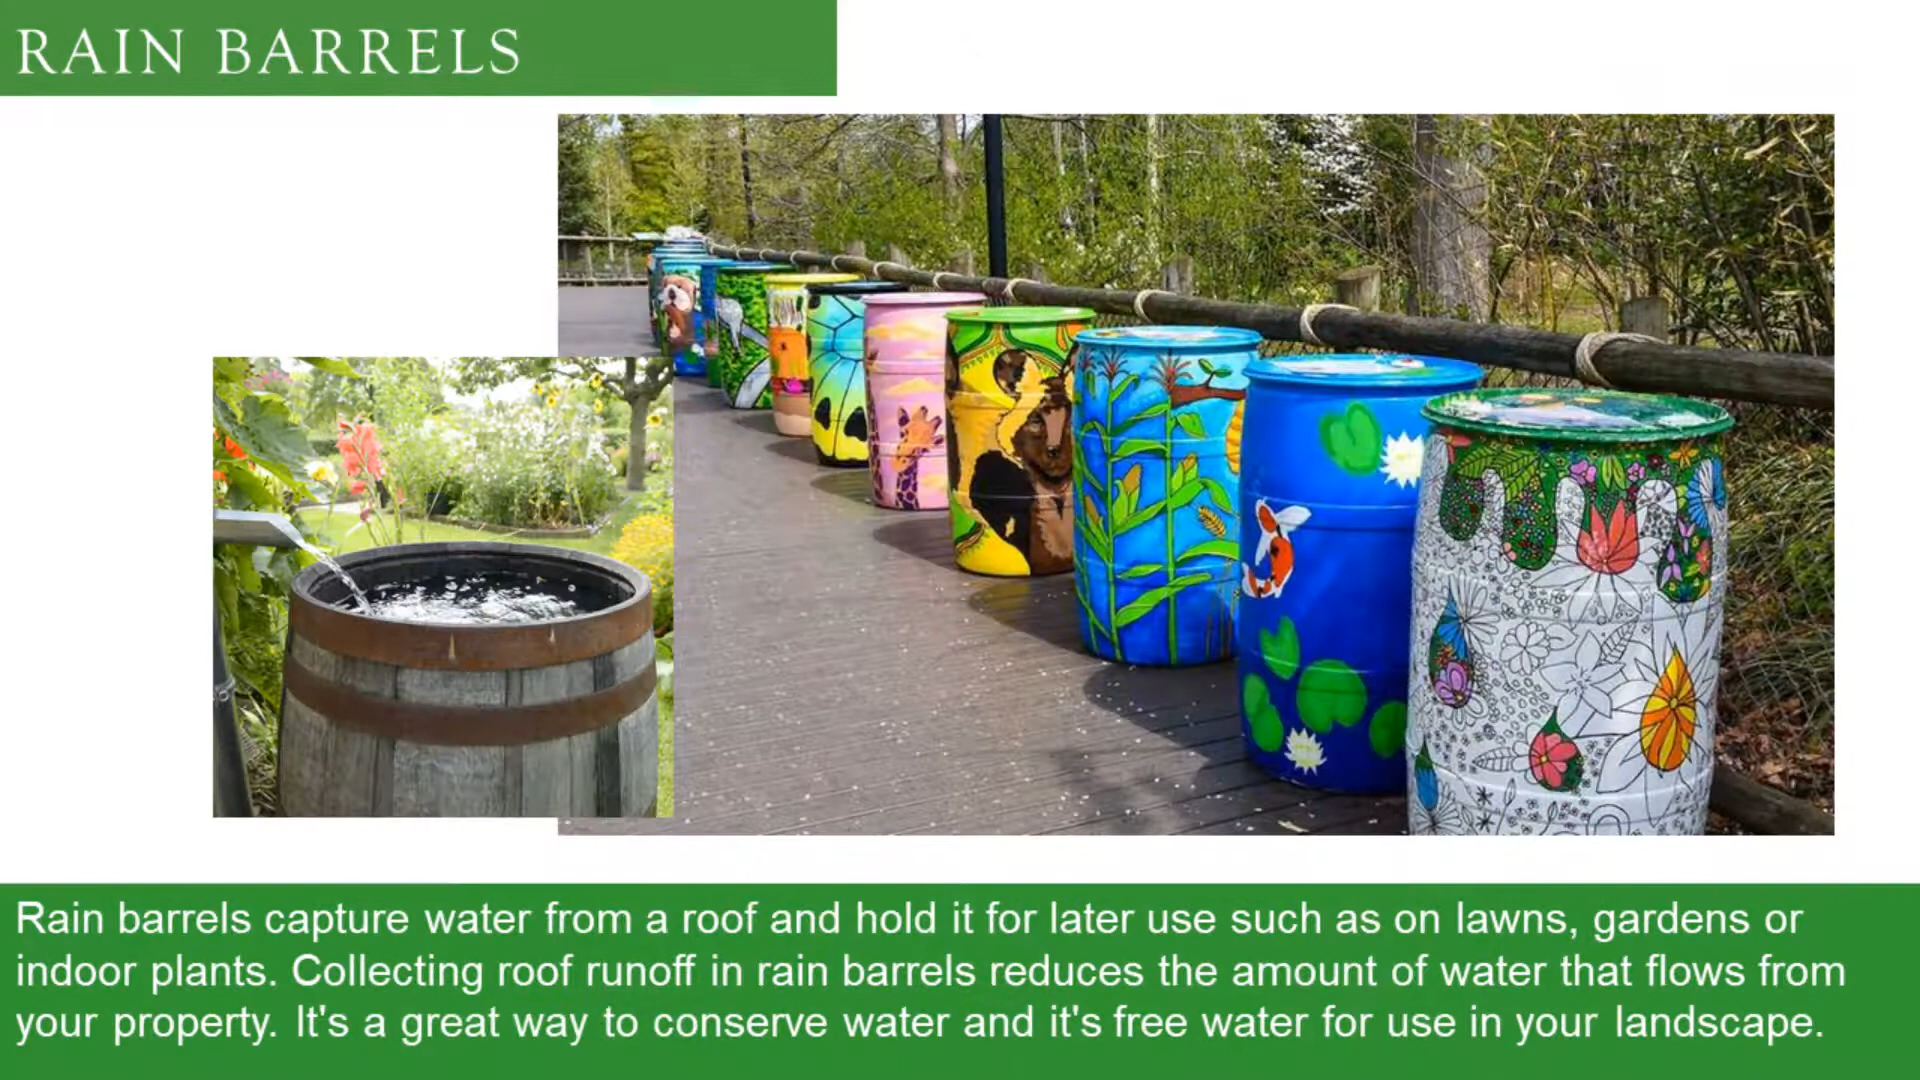 RAIN BARRELS
Rain barrels capture water from a roof and hold it for later use such as on lawns, gardens or
indoor plants. Collecting roof runoff in rain barrels reduces the amount of water that flows from
your property. It's a great way to conserve water and it's free water for use in your landscape.